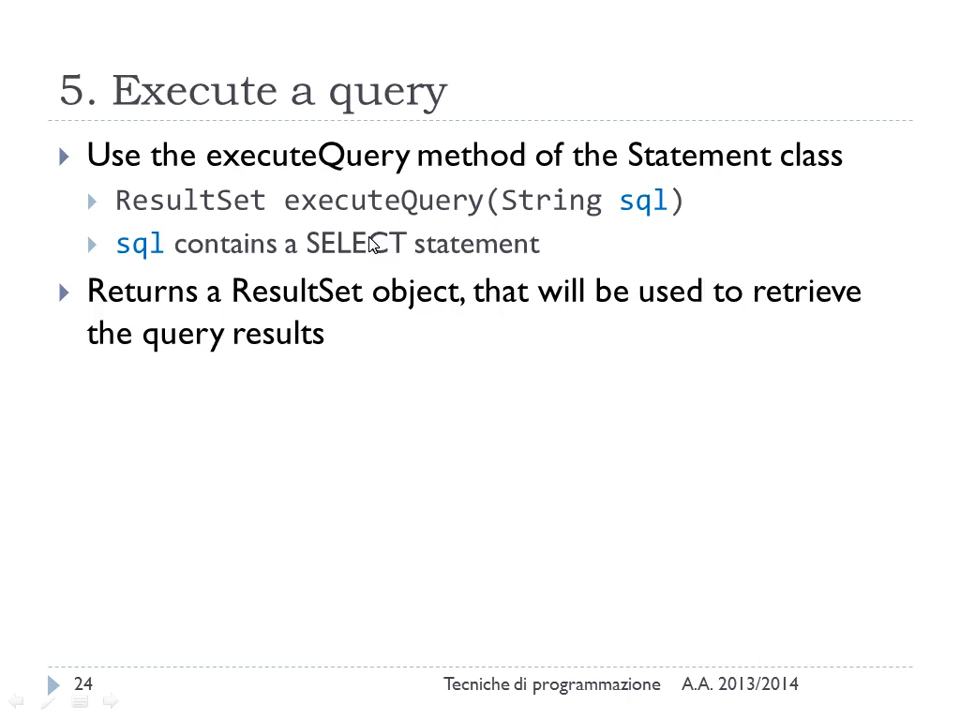 5. Execute a query
Use the executeQuery method of the Statement class
ResultSet executeQuery(String sql)
sql contains a SELECT statement
Returns a ResultSet object, that will be used to retrieve
the query results
24 Tecniche di programmazione A.A. 2013/2014